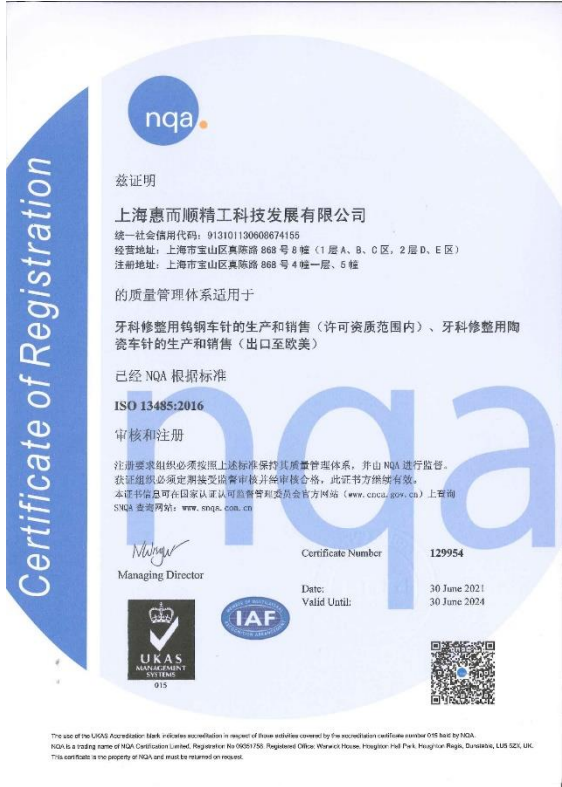 Certificate of Registration
nqa.
兹证明
上海惠而顺精工科技发展有限公司
统一社会信用代码：913101130608674155
经营地址：上海市宝山区真陈路 868 号 8 幢（1 层 A、B、C 区，2 层 D、E 区）
注册地址：上海市宝山区真陈路 868 号 4 幢一层、5 幢
的质量管理体系适用于
牙科修整用钨钢车针的生产和销售（许可资质范围内）、牙科修整用陶
瓷车针的生产和销售（出口至欧美）
已经 NQA 根据标准
ISO 13485:2016
审核和注册
注册要求组织必须按照上述标准保持其质量管理体系，并由 NQA 进行监督。
获证组织必须定期接受监督审核并经审核合格，此证书方继续有效。
本证书信息可在国家认证认可监督管理委员会官方网站（www.cnca.gov.cn）上查询
SNQA 查询网站：www.snqa.com.cn
nqa
Managing Director
Certificate Number 129954
Date: 30 June 2021
Valid Until: 30 June 2024
UKAS
MANAGEMENT
SYSTEMS
015
IAF
The use of the UKAS Accreditation Mark indicates accreditation in respect of those activities covered by the accreditation certificate number 015 held by NQA.
NQA is a trading name of NQA Certification Limited, Registration No 09351758. Registered Office: Warwick House, Houghton Hall Park, Houghton Regis, Dunstable, LU5 5ZX, UK.
This certificate is the property of NQA and must be returned on request.